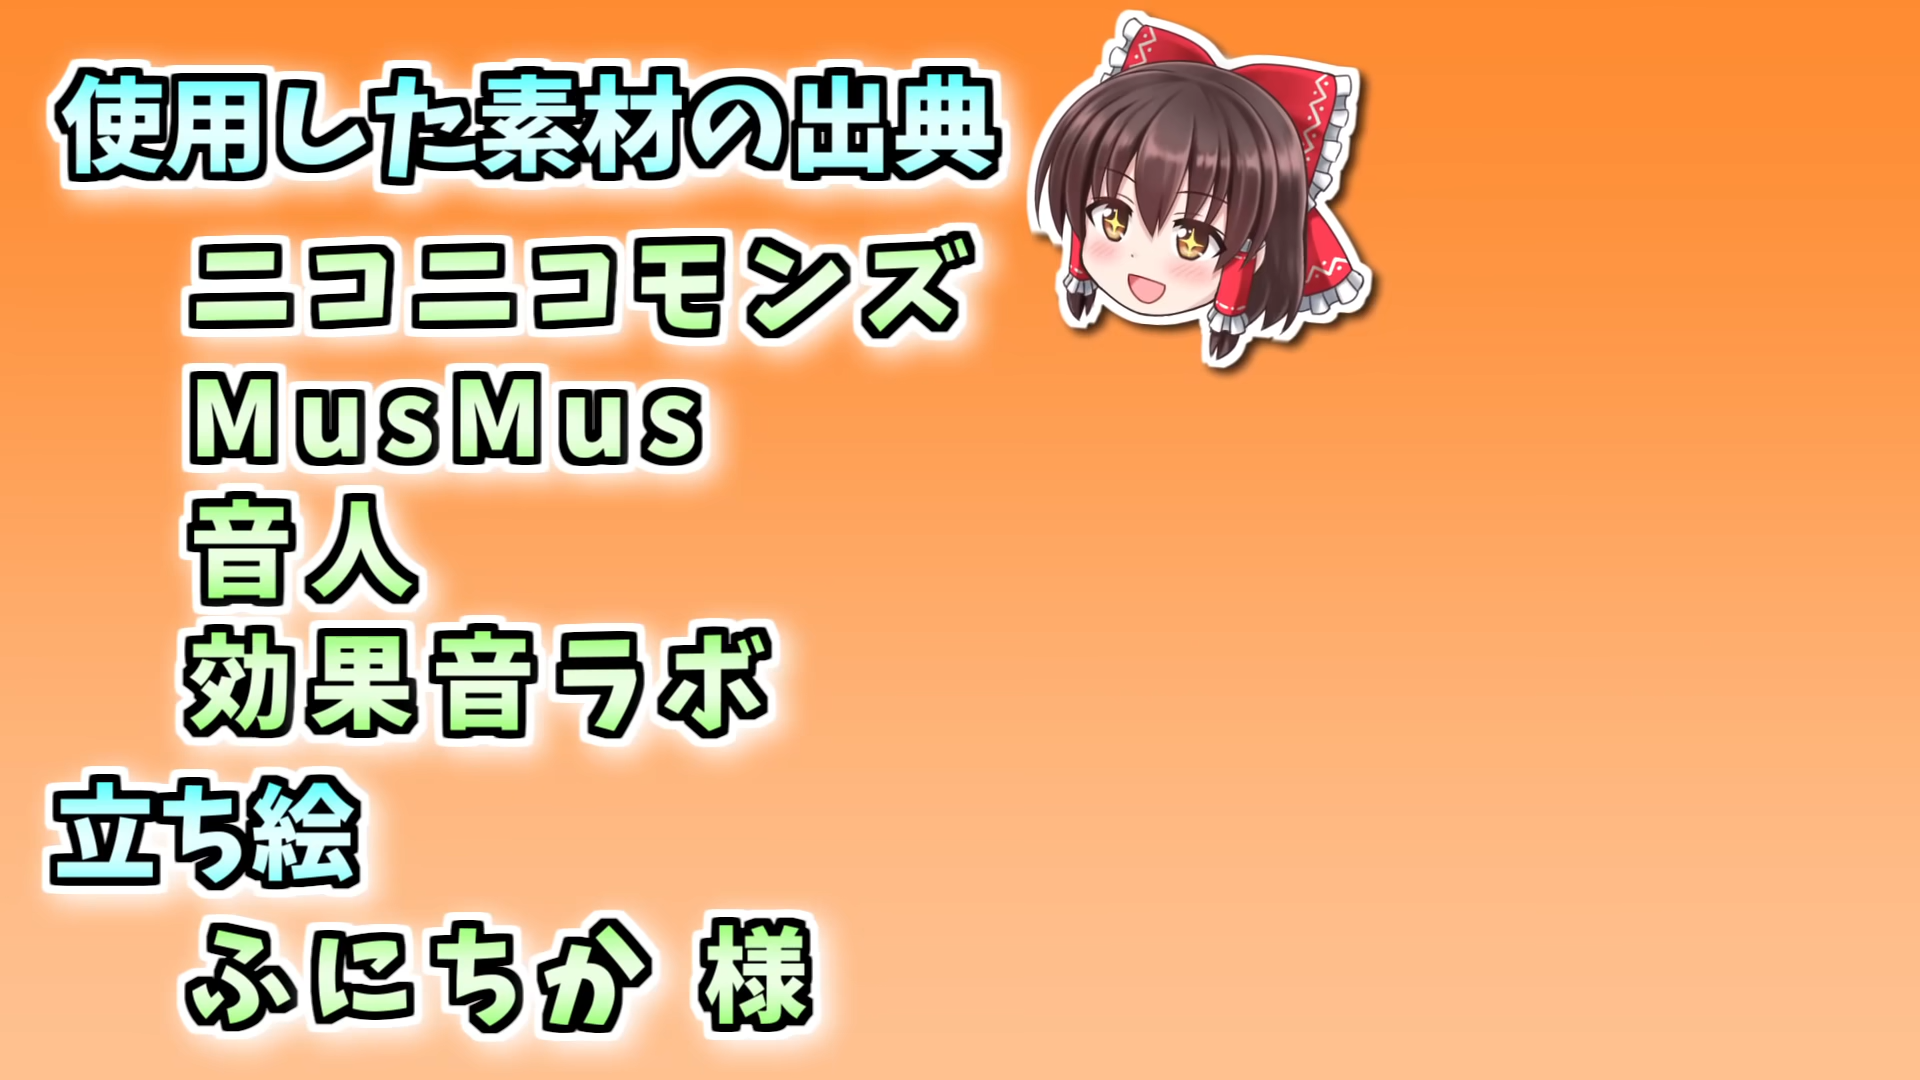 使用した素材の出典
ニコニコモンズ
MusMus
音人
効果音ラボ
立ち絵
ふにちか 様